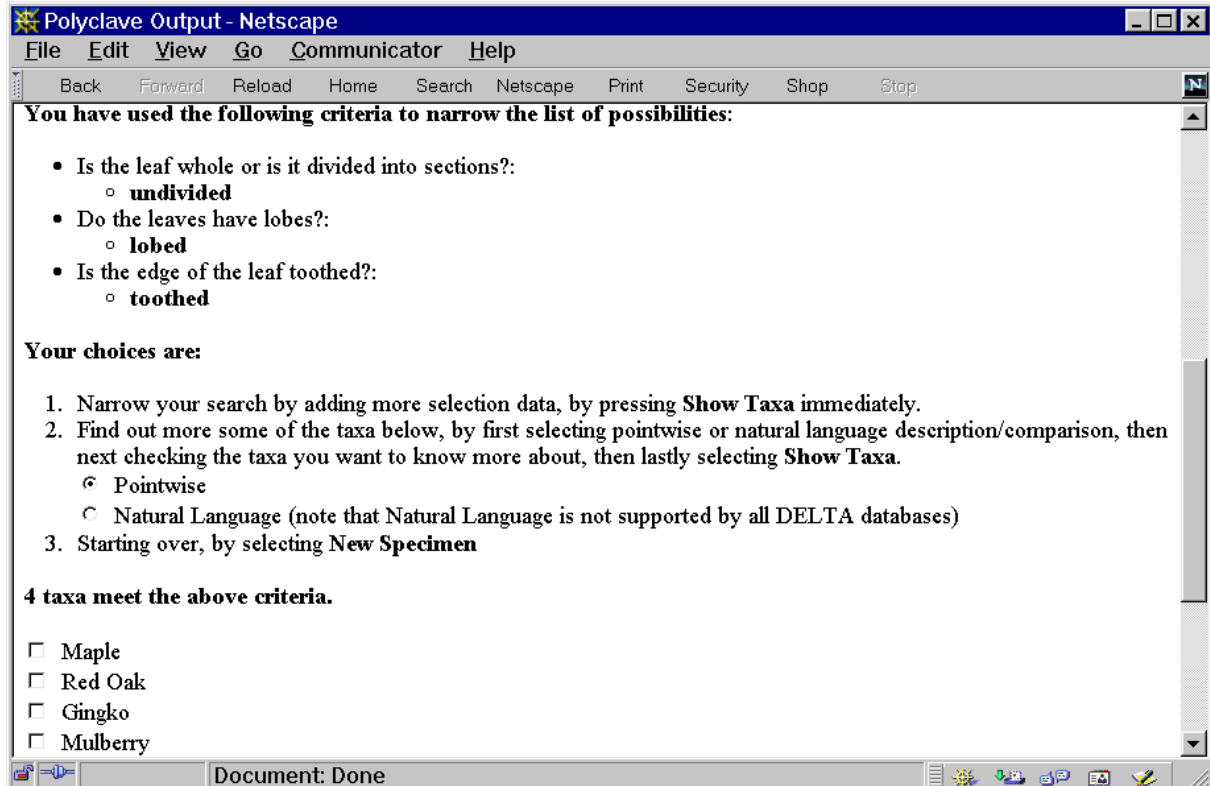 Polyclave Output - Netscape
File Edit View Go Communicator Help
Back Forward Reload Home Search Netscape Print Security Shop Stop
N
You have used the following criteria to narrow the list of possibilities:
• Is the leaf whole or is it divided into sections?:
○ undivided
• Do the leaves have lobes?:
○ lobed
• Is the edge of the leaf toothed?:
○ toothed
Your choices are:
1. Narrow your search by adding more selection data, by pressing Show Taxa immediately.
2. Find out more some of the taxa below, by first selecting pointwise or natural language description/comparison, then
next checking the taxa you want to know more about, then lastly selecting Show Taxa.
Pointwise
Natural Language (note that Natural Language is not supported by all DELTA databases)
3. Starting over, by selecting New Specimen
4 taxa meet the above criteria.
Maple
Red Oak
Gingko
Mulberry
Document: Done